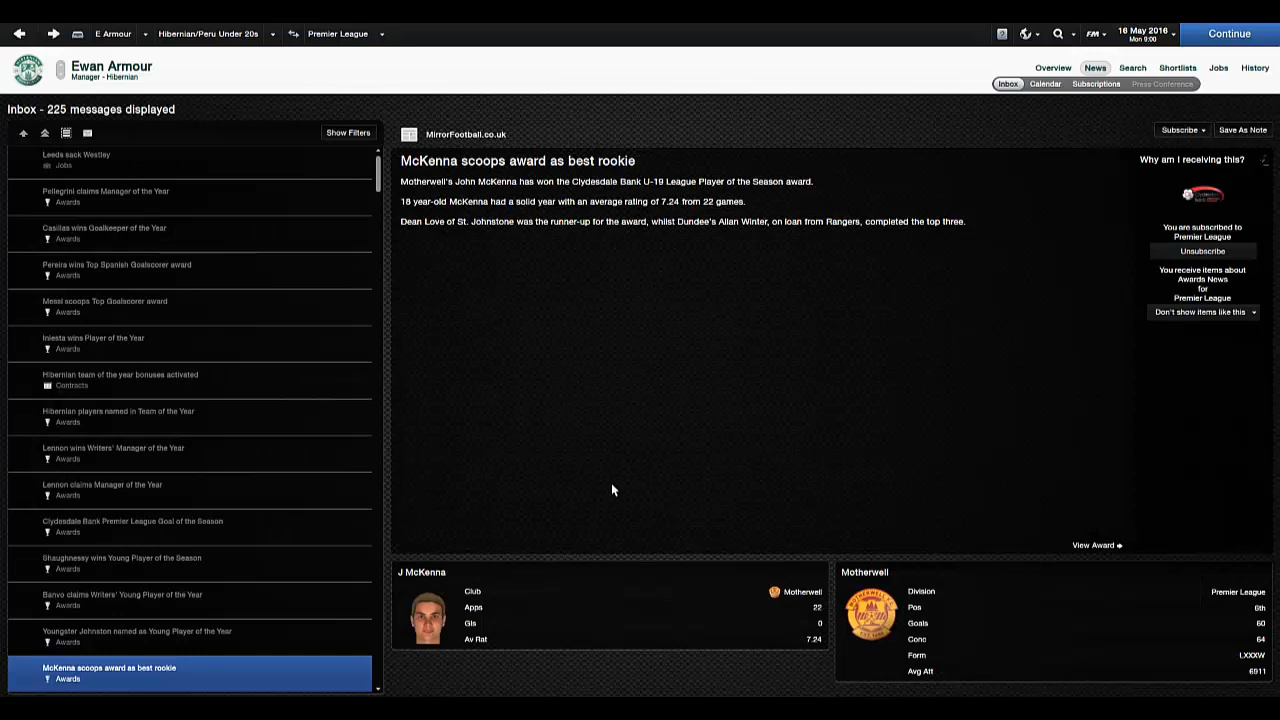 E Armour
Hibernian/Peru Under 20s
Premier League
FM
16 May 2016
Mon 9:00
Continue
Ewan Armour
Manager - Hibernian
Overview
News
Search
Shortlists
Jobs
History
Inbox
Calendar
Subscriptions
Press Conference
Inbox - 225 messages displayed
Show Filters
Leeds sack Westley
Jobs
Pellegrini claims Manager of the Year
Awards
Casillas wins Goalkeeper of the Year
Awards
Pereira wins Top Spanish Goalscorer award
Awards
Messi scoops Top Goalscorer award
Awards
Iniesta wins Player of the Year
Awards
Hibernian team of the year bonuses activated
Contracts
Hibernian players named in Team of the Year
Awards
Lennon wins Writers' Manager of the Year
Awards
Lennon claims Manager of the Year
Awards
Clydesdale Bank Premier League Goal of the Season
Awards
Shaughnessy wins Young Player of the Season
Awards
Banvo claims Writers' Young Player of the Year
Awards
Youngster Johnston named as Young Player of the Year
Awards
McKenna scoops award as best rookie
Awards
MirrorFootball.co.uk
Subscribe
Save As Note
McKenna scoops award as best rookie
Motherwell's John McKenna has won the Clydesdale Bank U-19 League Player of the Season award.
18 year-old McKenna had a solid year with an average rating of 7.24 from 22 games.
Dean Love of St. Johnstone was the runner-up for the award, whilst Dundee's Allan Winter, on loan from Rangers, completed the top three.
Why am I receiving this?
You are subscribed to
Premier League
Unsubscribe
You receive items about
Awards News
for
Premier League
Don't show items like this
View Award
J McKenna
Club Motherwell
Apps 22
Gls 0
Av Rat 7.24
Motherwell
Division Premier League
Pos 6th
Goals 60
Conc 64
Form LXXXW
Avg Att 6911